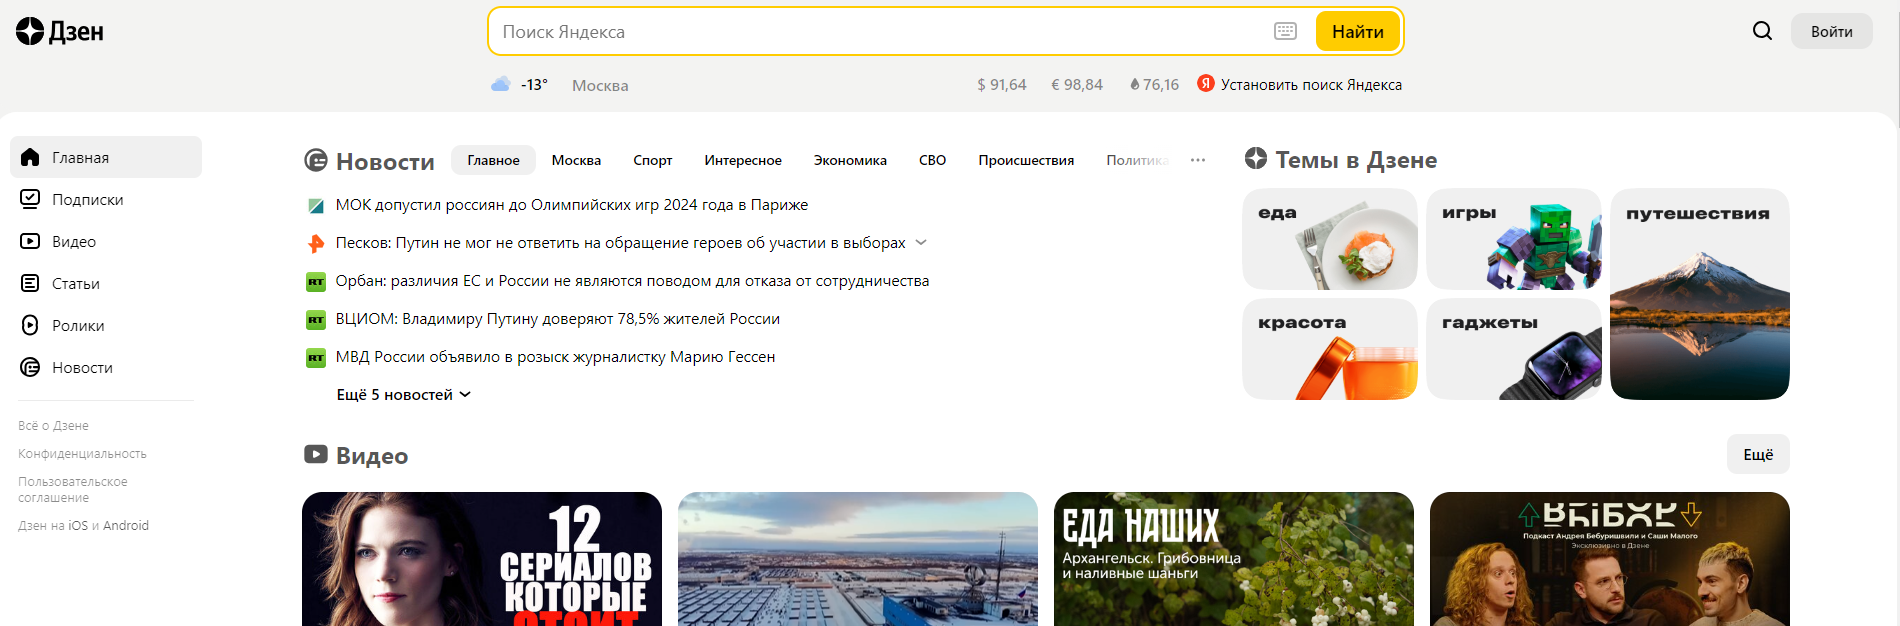 Дзен
Поиск Яндекса
Найти
Войти
-13°
Москва
$ 91,64
€ 98,84
76,16
Я
Установить поиск Яндекса
Главная
Подписки
Видео
Статьи
Ролики
Новости
Всё о Дзене
Конфиденциальность
Пользовательское
соглашение
Дзен на iOS и Android
Новости
Главное
Москва
Спорт
Интересное
Экономика
СВО
Происшествия
Политика
МОК допустил россиян до Олимпийских игр 2024 года в Париже
Песков: Путин не мог не ответить на обращение героев об участии в выборах
RT
Орбан: различия ЕС и России не являются поводом для отказа от сотрудничества
RT
ВЦИОМ: Владимиру Путину доверяют 78,5% жителей России
RT
МВД России объявило в розыск журналистку Марию Гессен
Ещё 5 новостей
Темы в Дзене
еда
игры
путешествия
красота
гаджеты
Видео
Ещё
12
СЕРИАЛОВ
КОТОРЫЕ
СТОИТ
ЕДА НАШИХ
Архангельск. Грибовница
и наливные шаньги
ВЫБОР
Подкаст Андрея Бебуришвили и Саши Малого
Эксклюзивно в Дзене